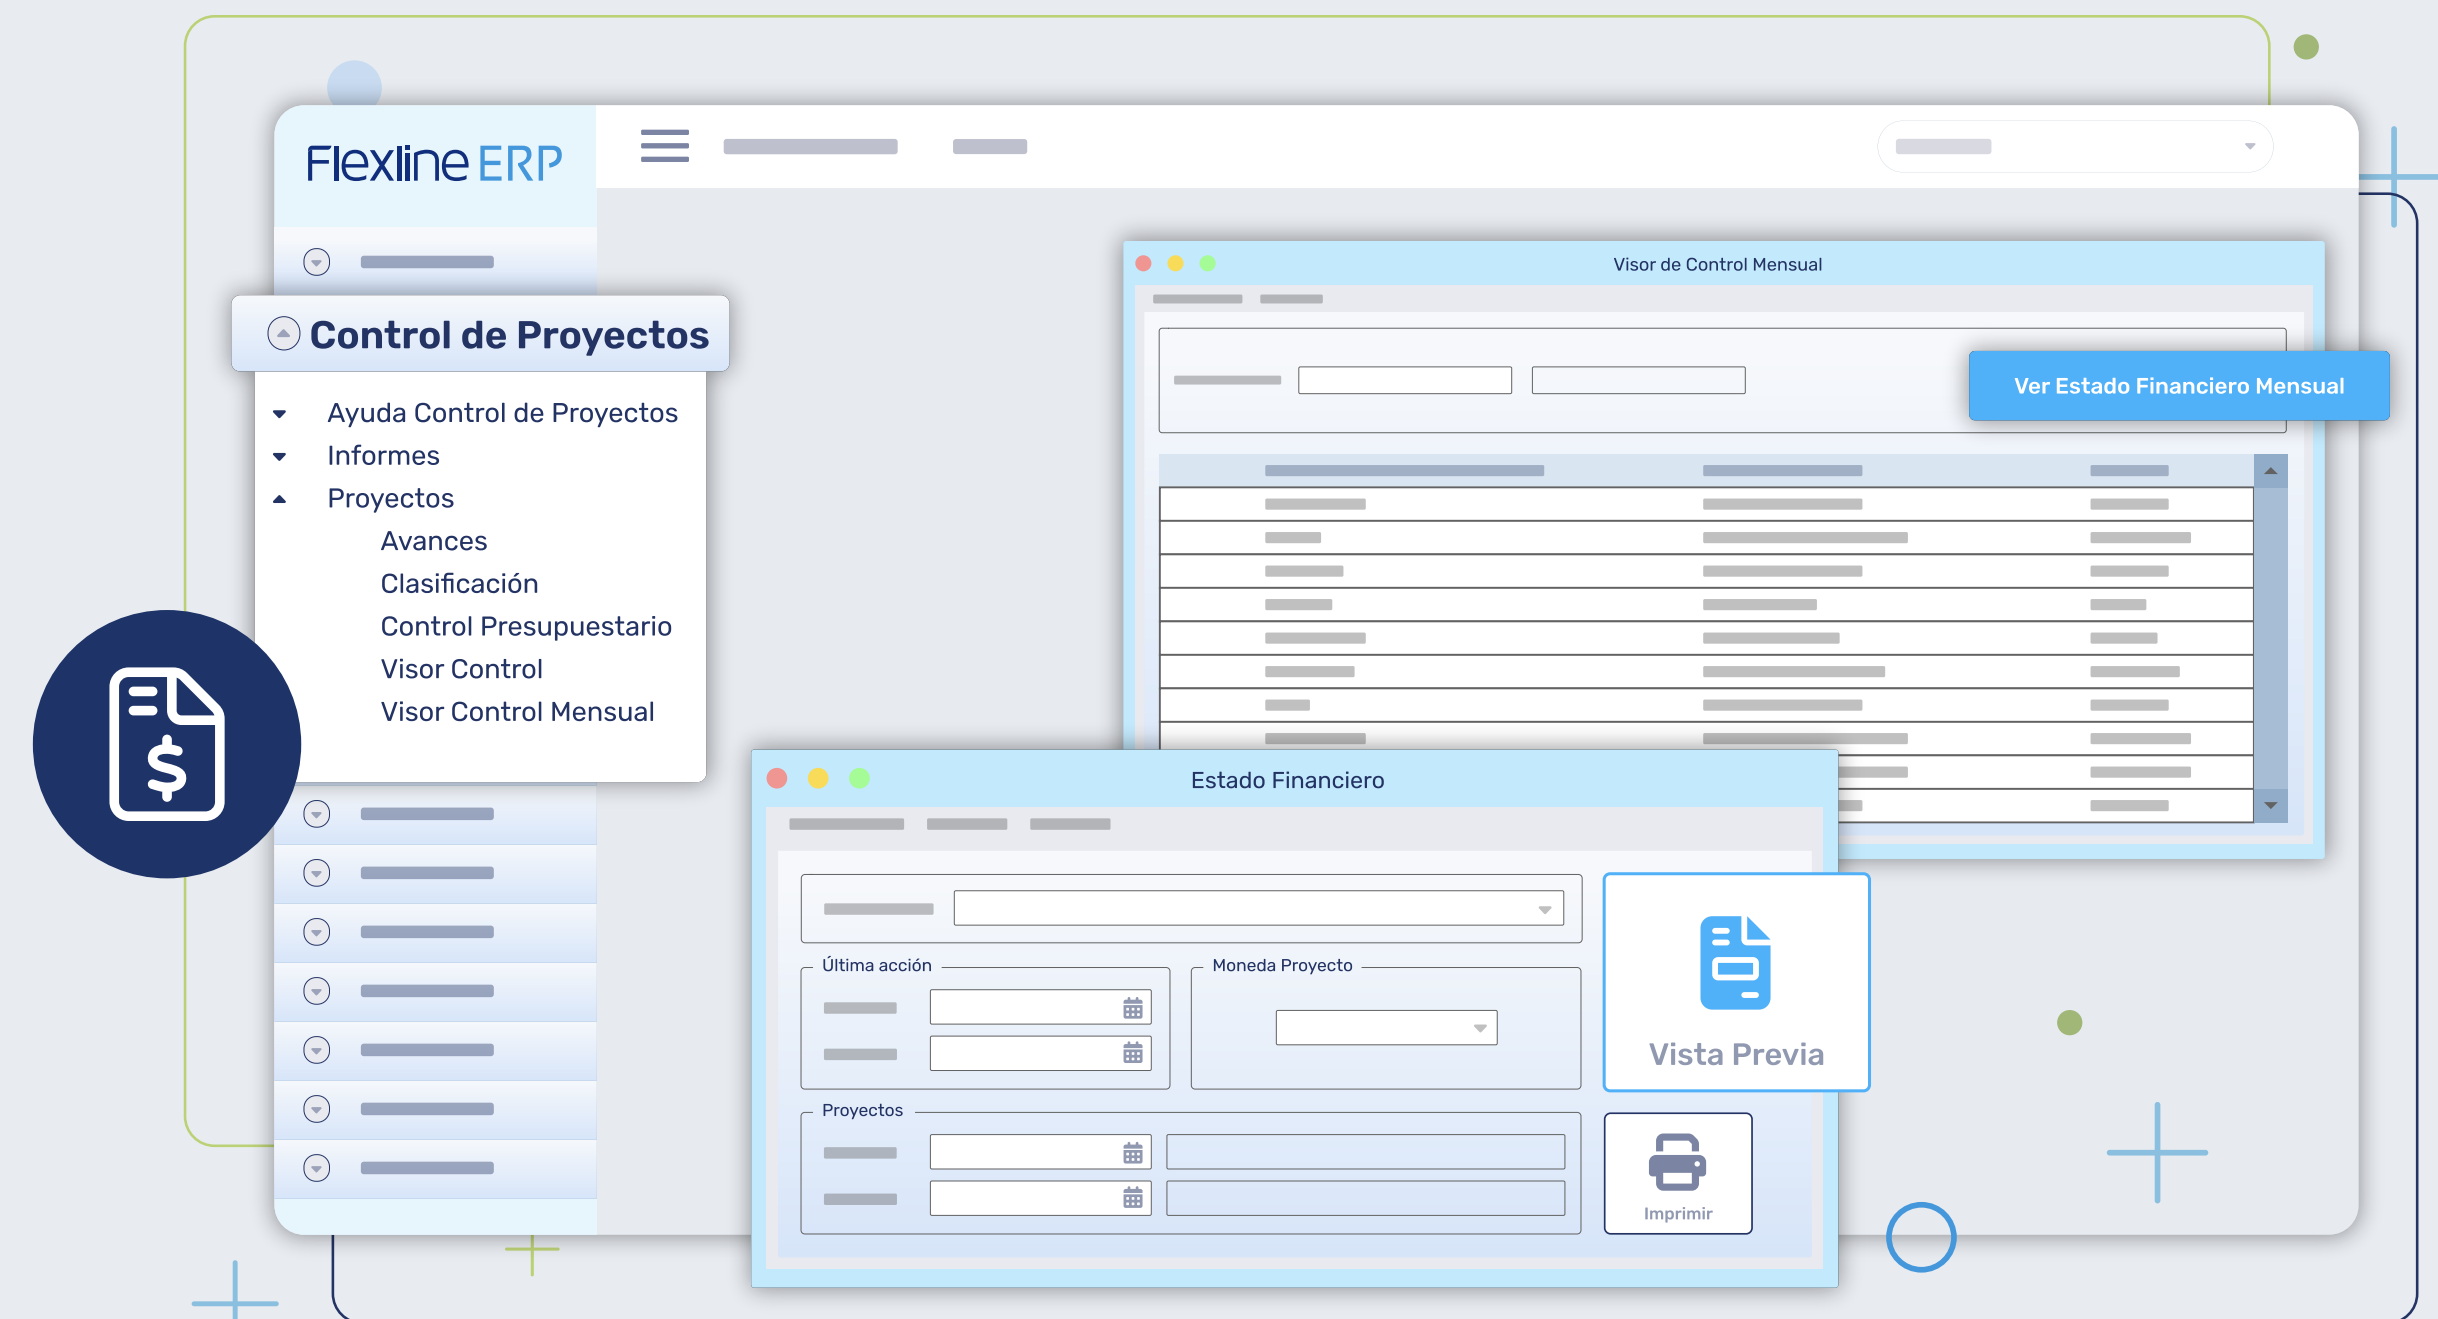 Flexline ERP
Control de Proyectos
Ayuda Control de Proyectos
Informes
Proyectos
Avances
Clasificación
Control Presupuestario
Visor Control
Visor Control Mensual
Visor de Control Mensual
Ver Estado Financiero Mensual
Estado Financiero
Última acción
Moneda Proyecto
Vista Previa
Proyectos
Imprimir